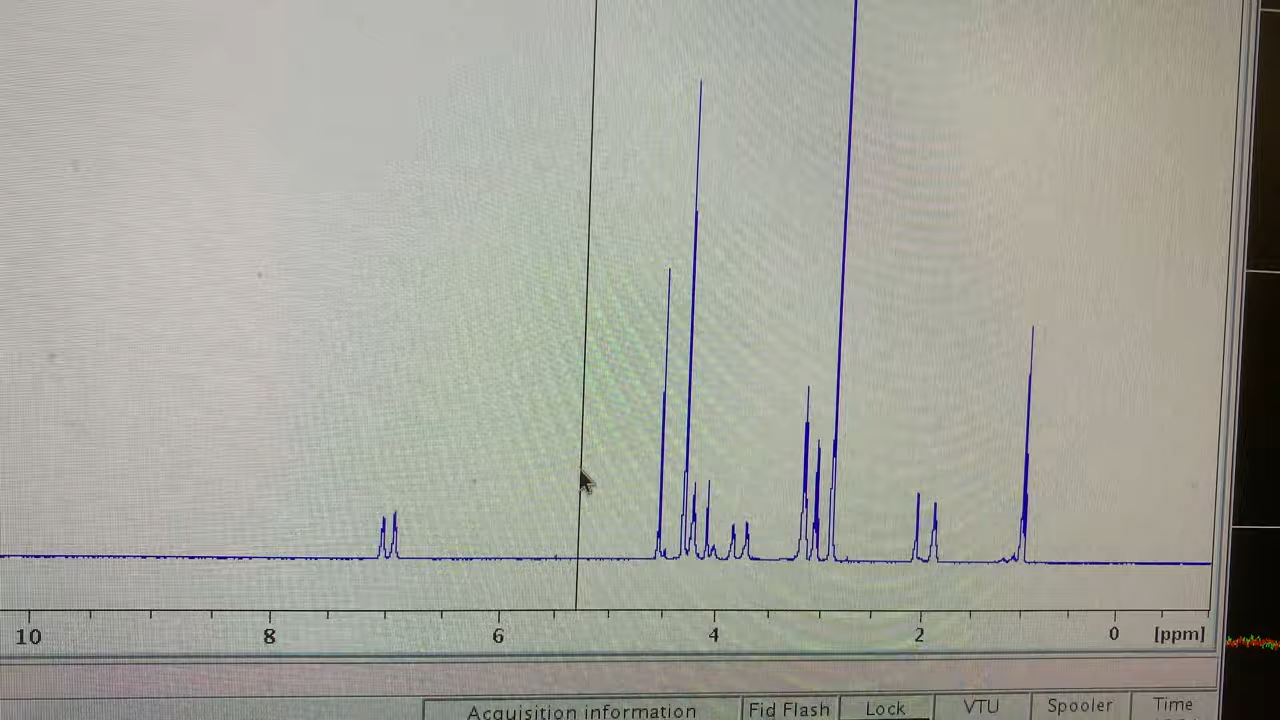 10 8 6 4 2 0 [ppm]
Acquisition information Fid Flash Lock VTU Spooler Time